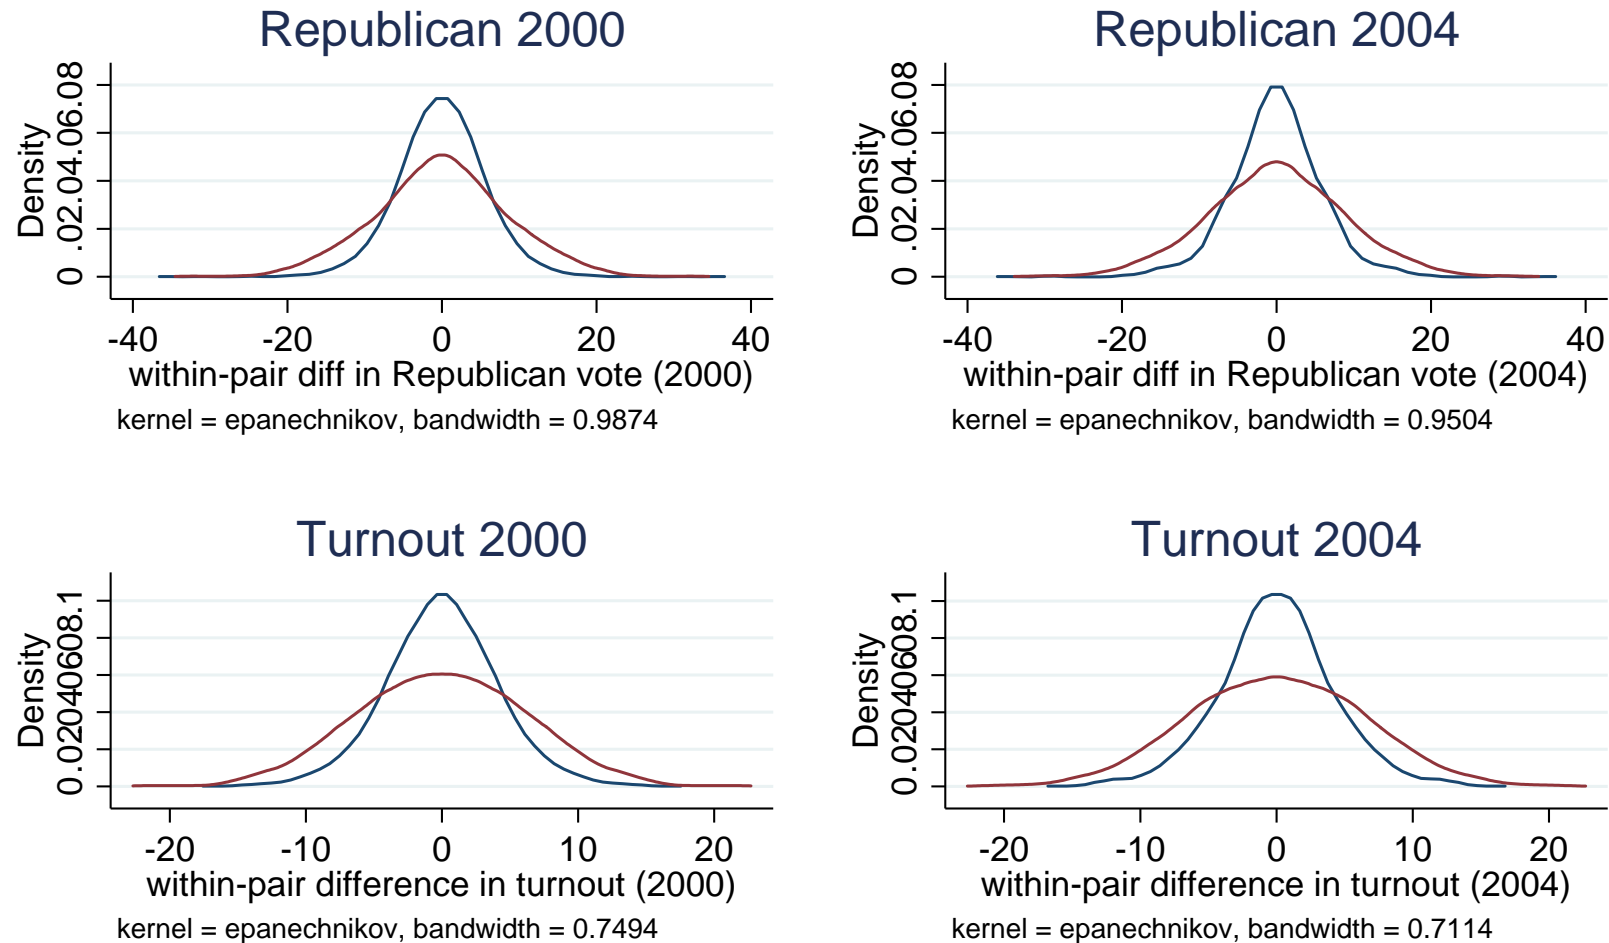 Republican 2000
Density
0 .02 .04 .06 .08
-40 -20 0 20 40
within-pair diff in Republican vote (2000)
kernel = epanechnikov, bandwidth = 0.9874
Republican 2004
Density
0 .02 .04 .06 .08
-40 -20 0 20 40
within-pair diff in Republican vote (2004)
kernel = epanechnikov, bandwidth = 0.9504
Turnout 2000
Density
0 .02 .04 .06 .08 .1
-20 -10 0 10 20
within-pair difference in turnout (2000)
kernel = epanechnikov, bandwidth = 0.7494
Turnout 2004
Density
0 .02 .04 .06 .08 .1
-20 -10 0 10 20
within-pair difference in turnout (2004)
kernel = epanechnikov, bandwidth = 0.7114